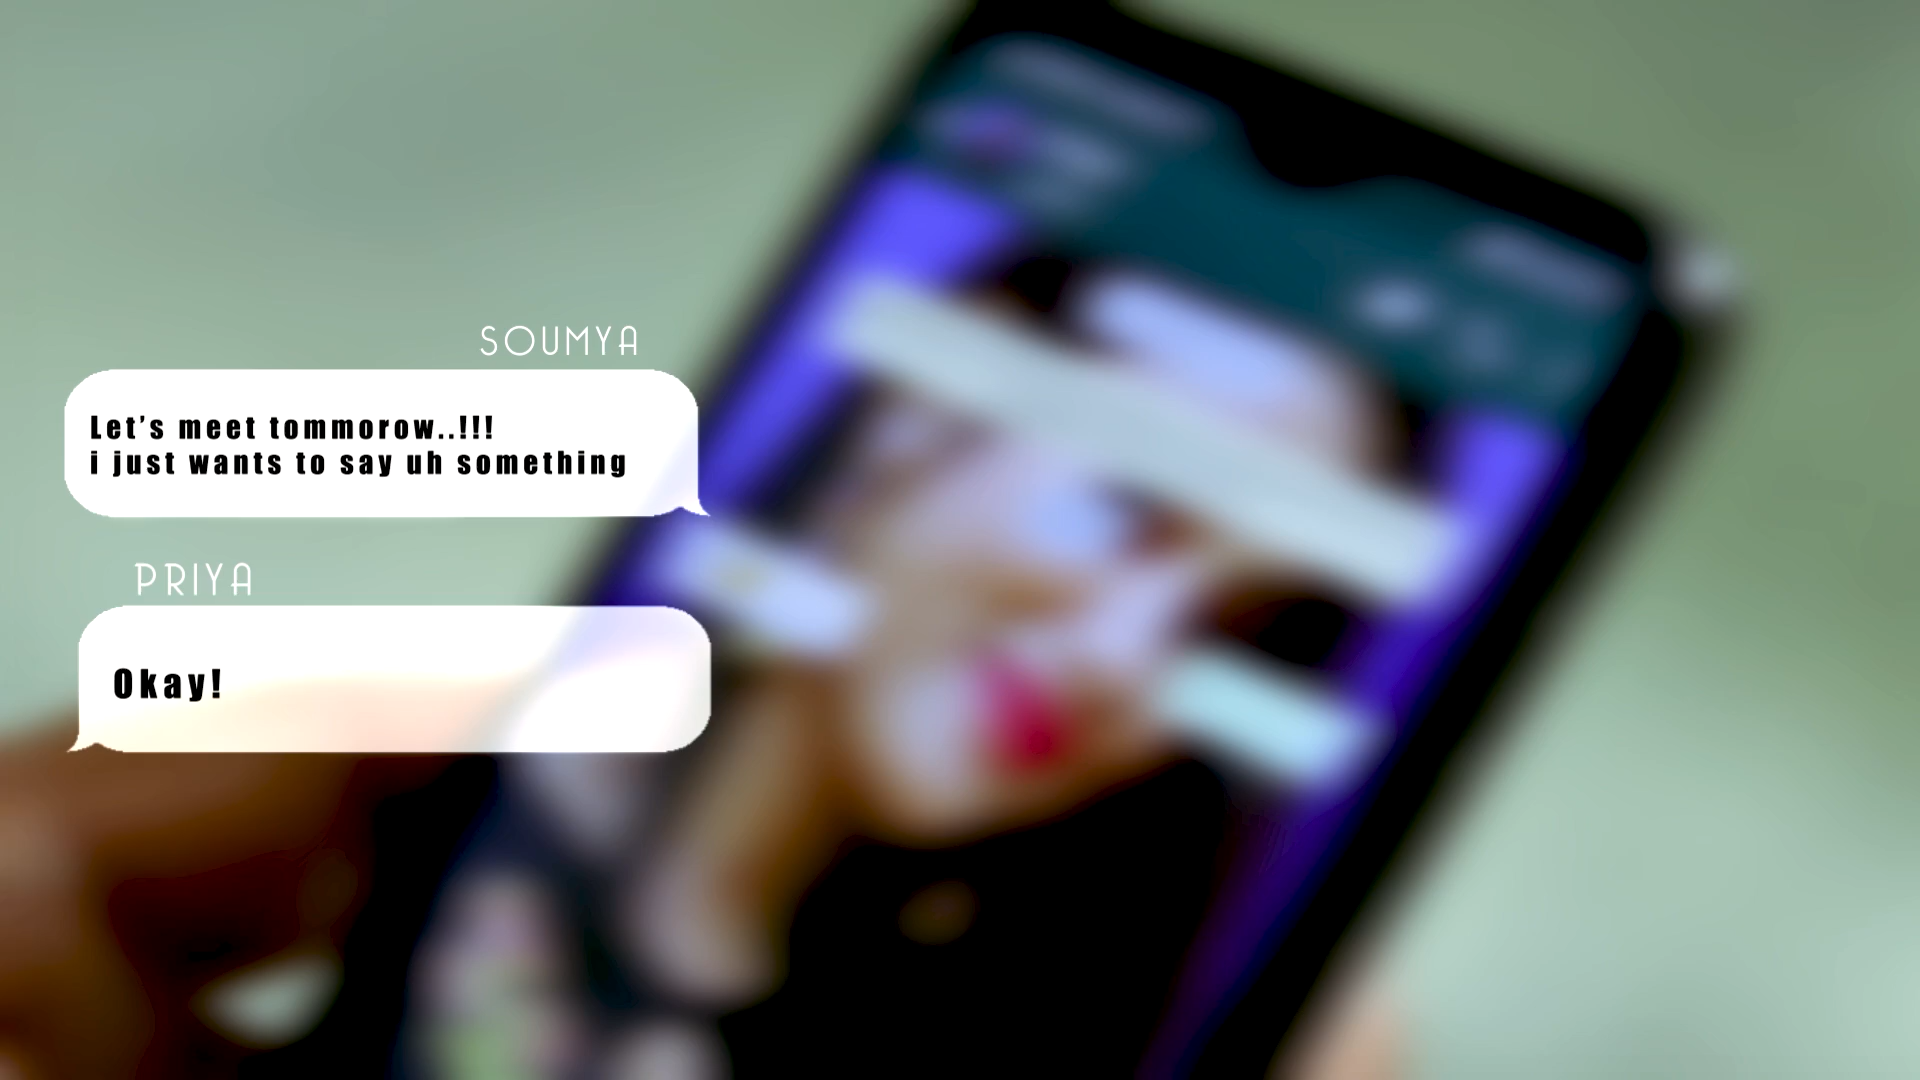 SOUMYA
Let’s meet tommorow..!!!
i just wants to say uh something
PRIYA
Okay!